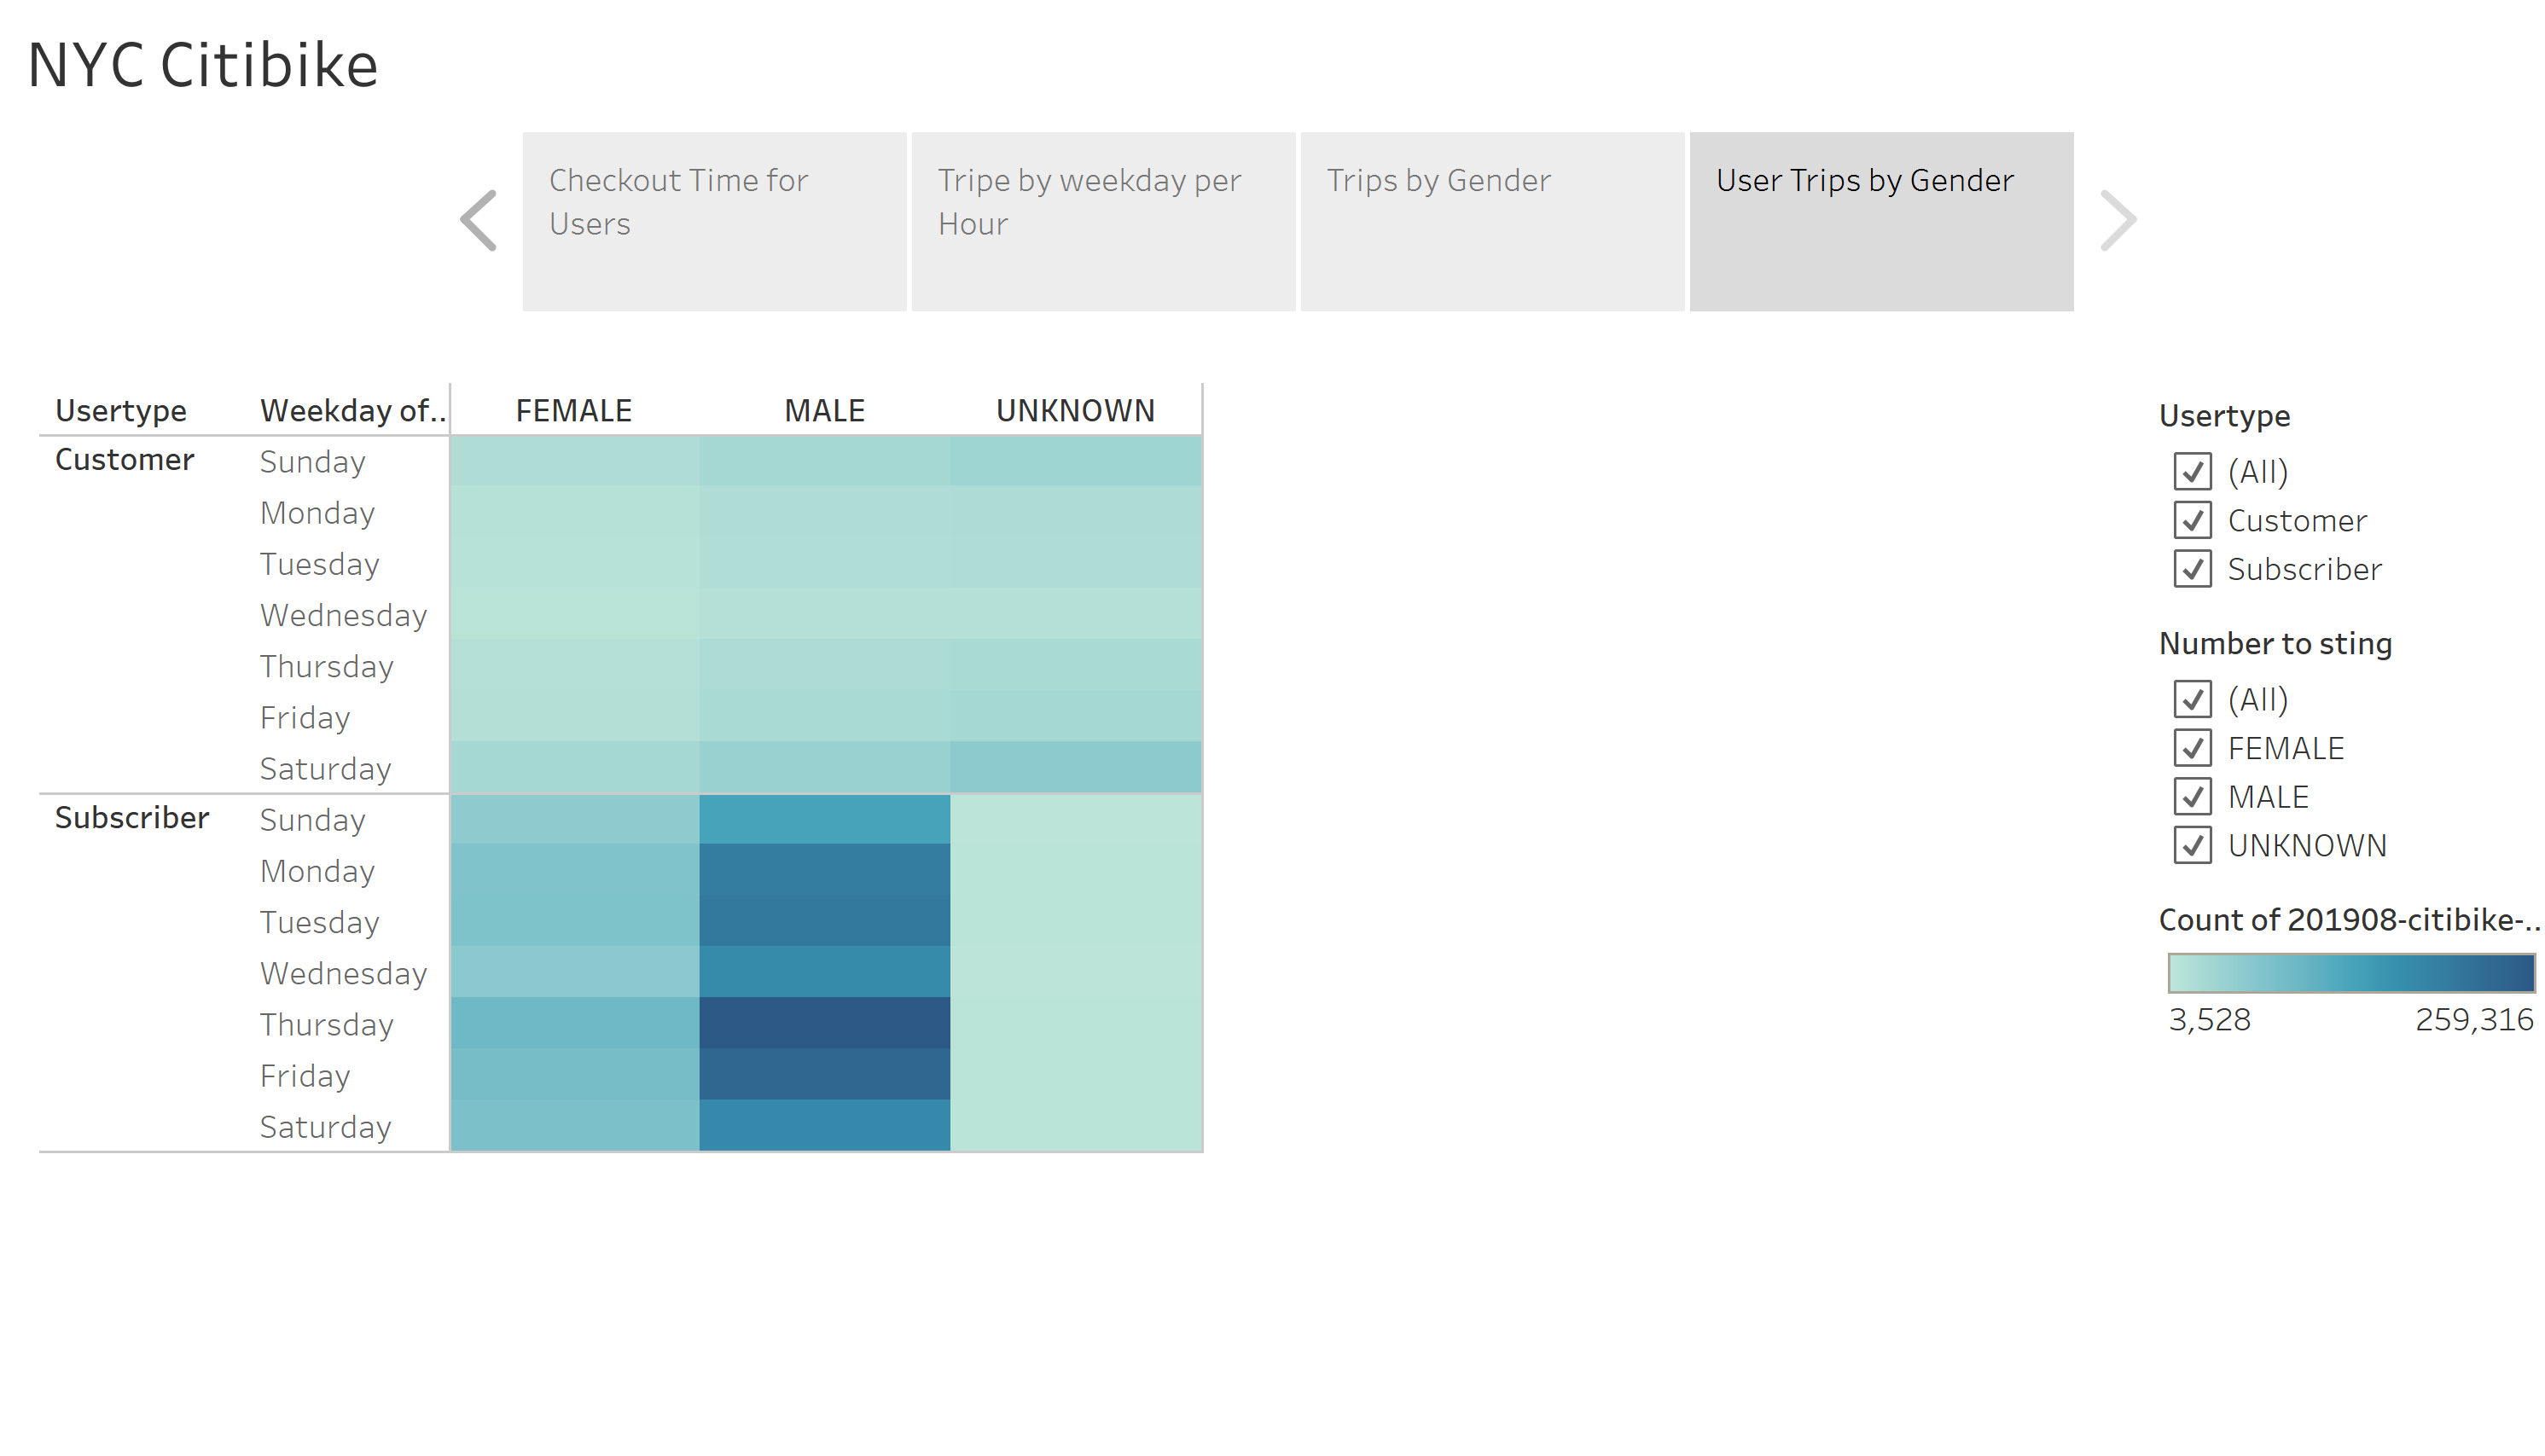 NYC Citibike
Checkout Time for
Users
Tripe by weekday per
Hour
Trips by Gender
User Trips by Gender
Usertype Weekday of.. FEMALE MALE UNKNOWN
Customer Sunday
Monday
Tuesday
Wednesday
Thursday
Friday
Saturday
Subscriber Sunday
Monday
Tuesday
Wednesday
Thursday
Friday
Saturday
Usertype
(All)
Customer
Subscriber
Number to sting
(All)
FEMALE
MALE
UNKNOWN
Count of 201908-citibike-..
3,528 259,316